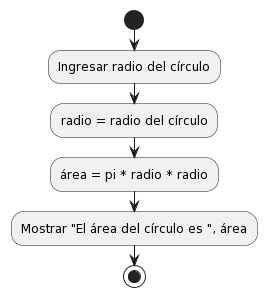 Ingresar radio del círculo
radio = radio del círculo
área = pi * radio * radio
Mostrar "El área del círculo es ", área